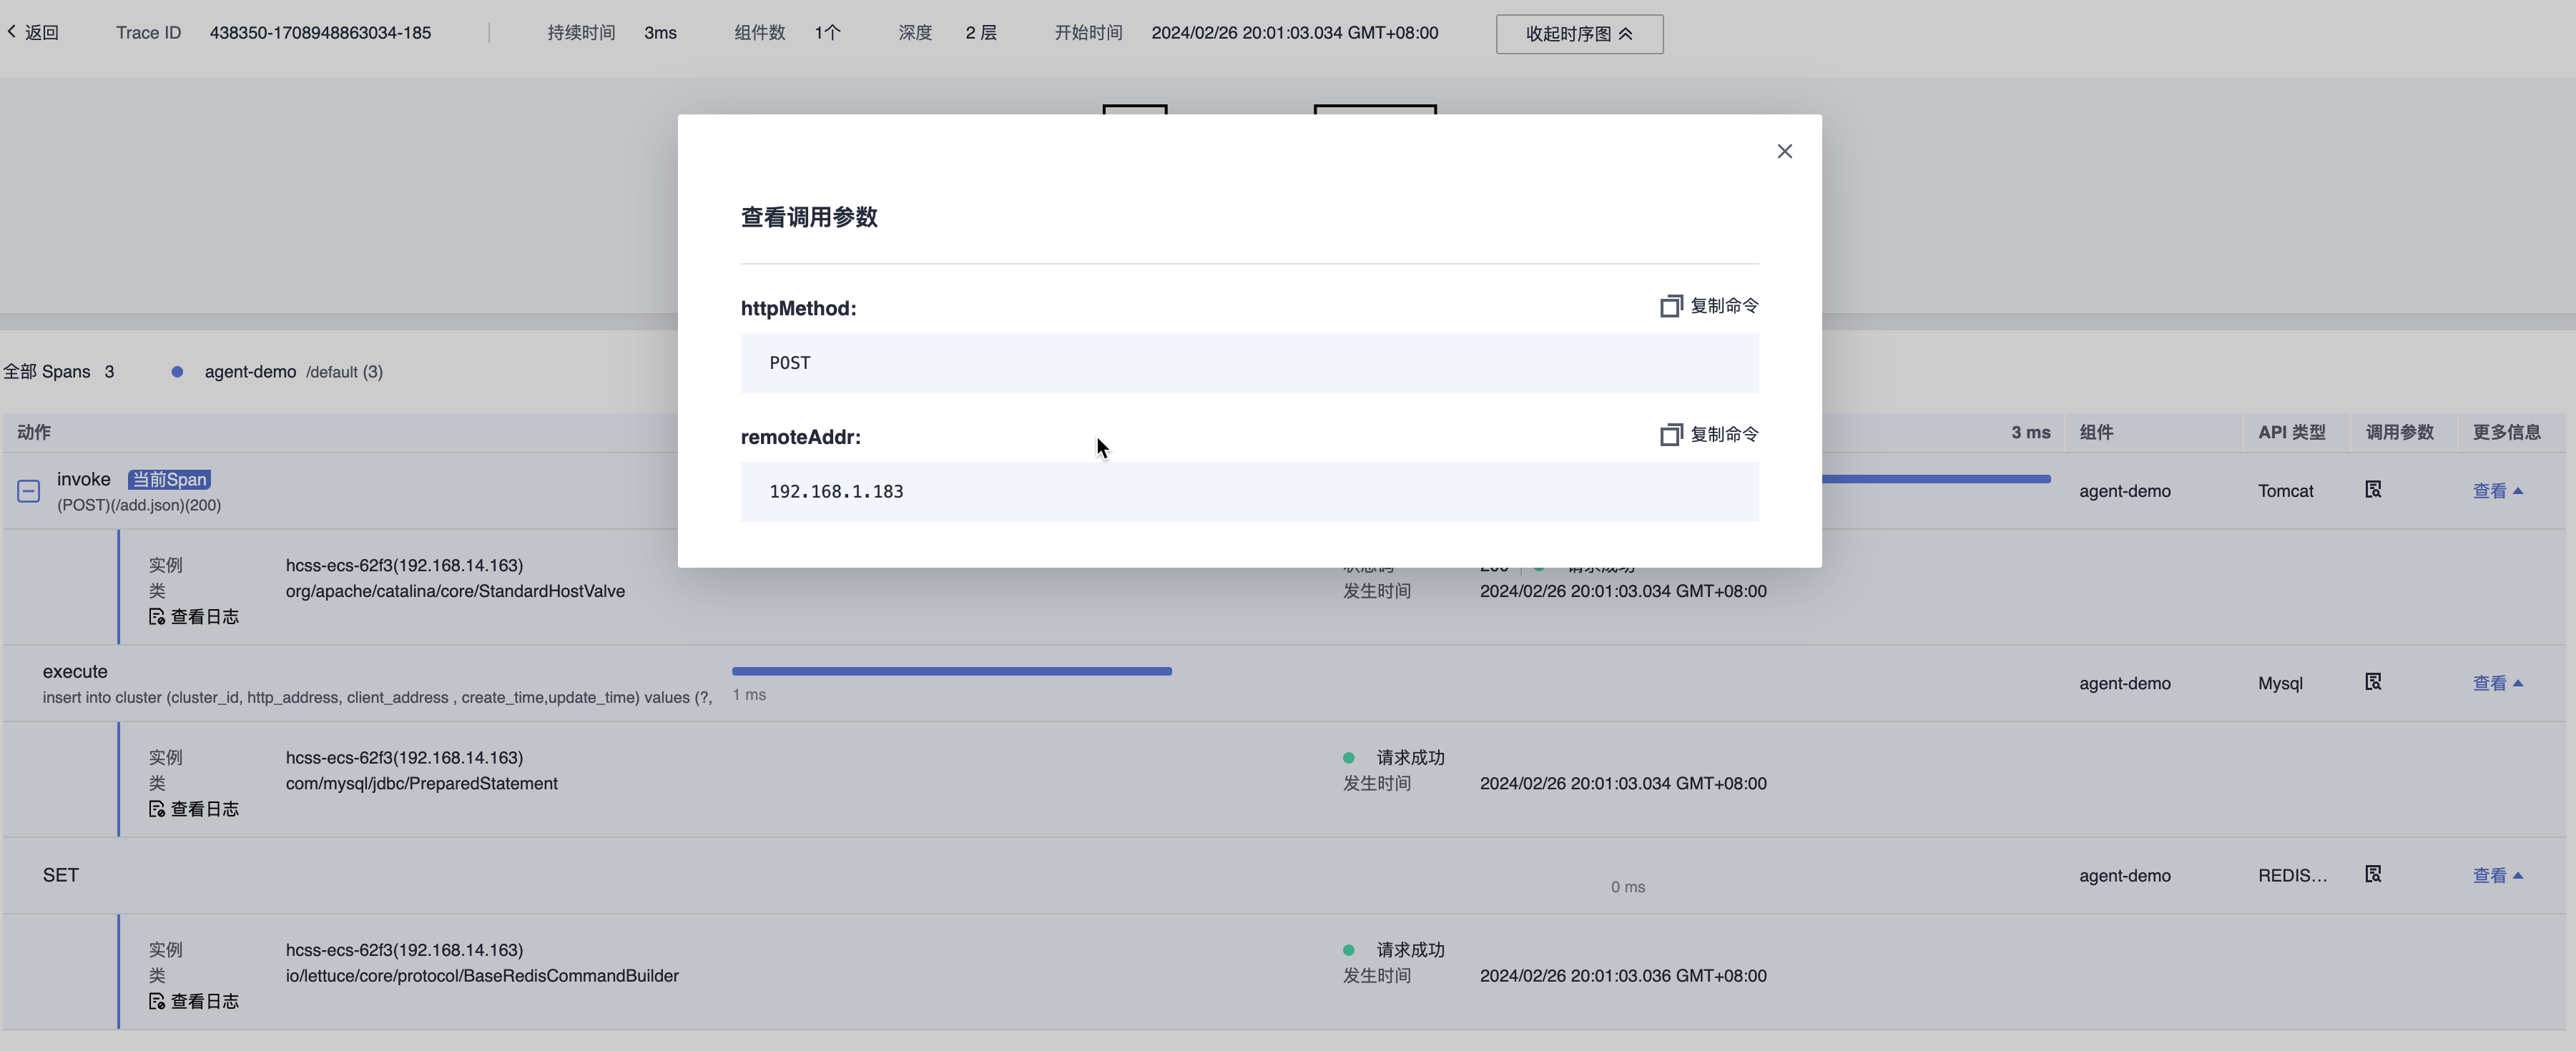 返回 Trace ID 438350-1708948863034-185 持续时间 3ms 组件数 1个 深度 2 层 开始时间 2024/02/26 20:01:03.034 GMT+08:00 收起时序图
查看调用参数
httpMethod: 复制命令
POST
remoteAddr: 复制命令
192.168.1.183
全部 Spans 3 agent-demo /default (3)
动作 3 ms 组件 API 类型 调用参数 更多信息
invoke 当前Span
(POST)(/add.json)(200)
agent-demo Tomcat 查看
实例 hcss-ecs-62f3(192.168.14.163)
类 org/apache/catalina/core/StandardHostValve 发生时间 2024/02/26 20:01:03.034 GMT+08:00
查看日志
execute
insert into cluster (cluster_id, http_address, client_address , create_time,update_time) values (?, 1 ms
agent-demo Mysql 查看
实例 hcss-ecs-62f3(192.168.14.163) 请求成功
类 com/mysql/jdbc/PreparedStatement 发生时间 2024/02/26 20:01:03.034 GMT+08:00
查看日志
SET 0 ms agent-demo REDIS... 查看
实例 hcss-ecs-62f3(192.168.14.163) 请求成功
类 io/lettuce/core/protocol/BaseRedisCommandBuilder 发生时间 2024/02/26 20:01:03.036 GMT+08:00
查看日志